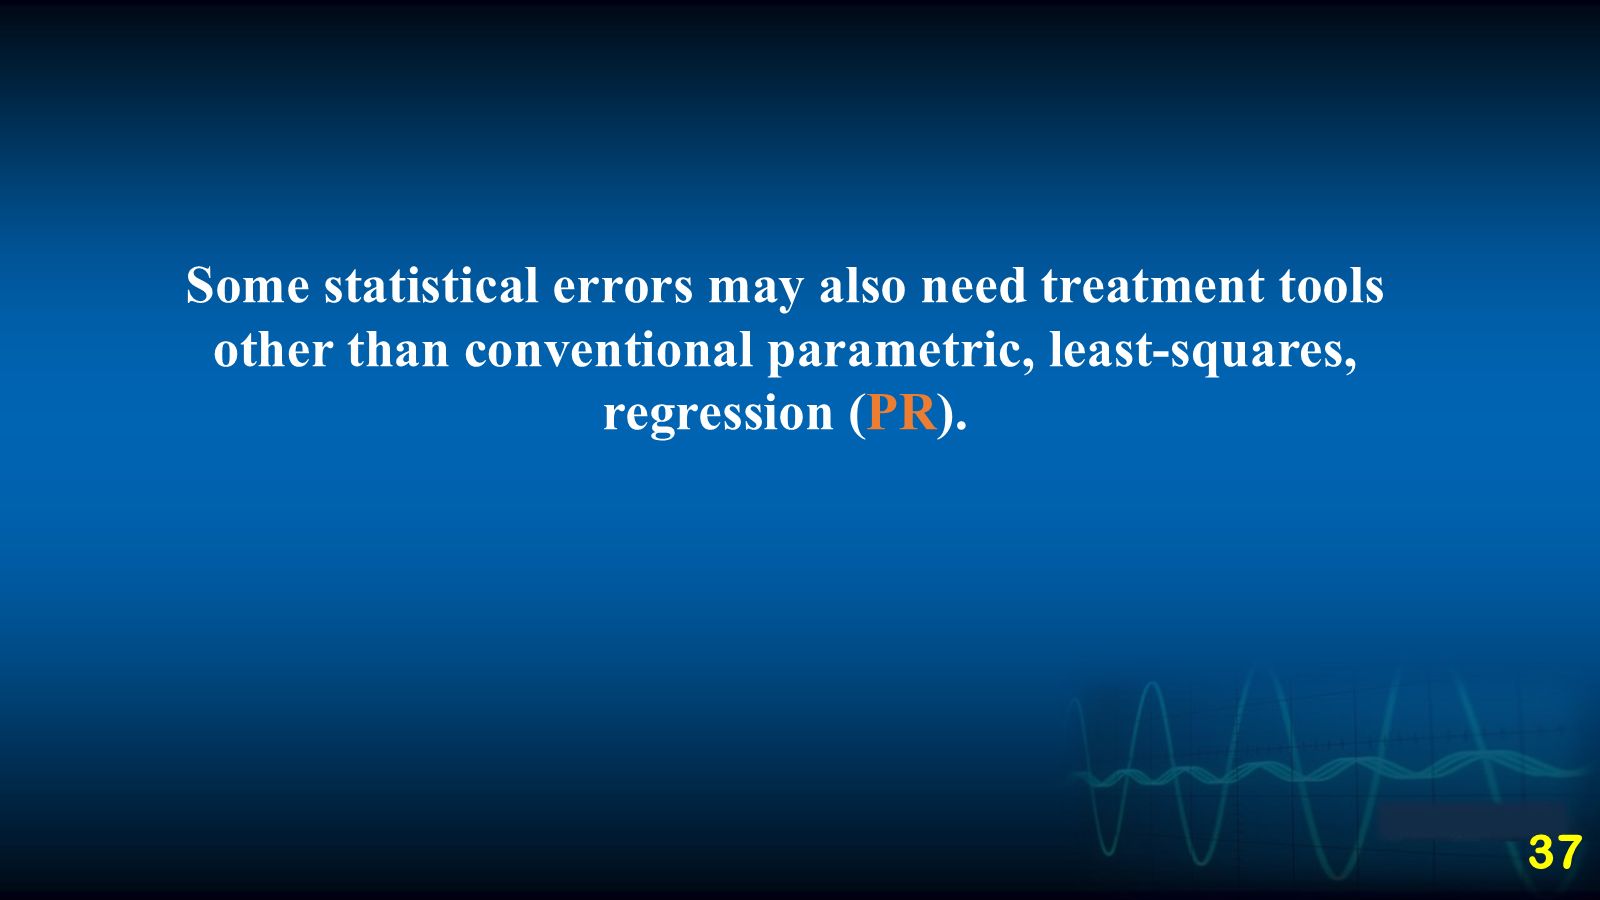 Some statistical errors may also need treatment tools
other than conventional parametric, least-squares,
regression (PR).
37